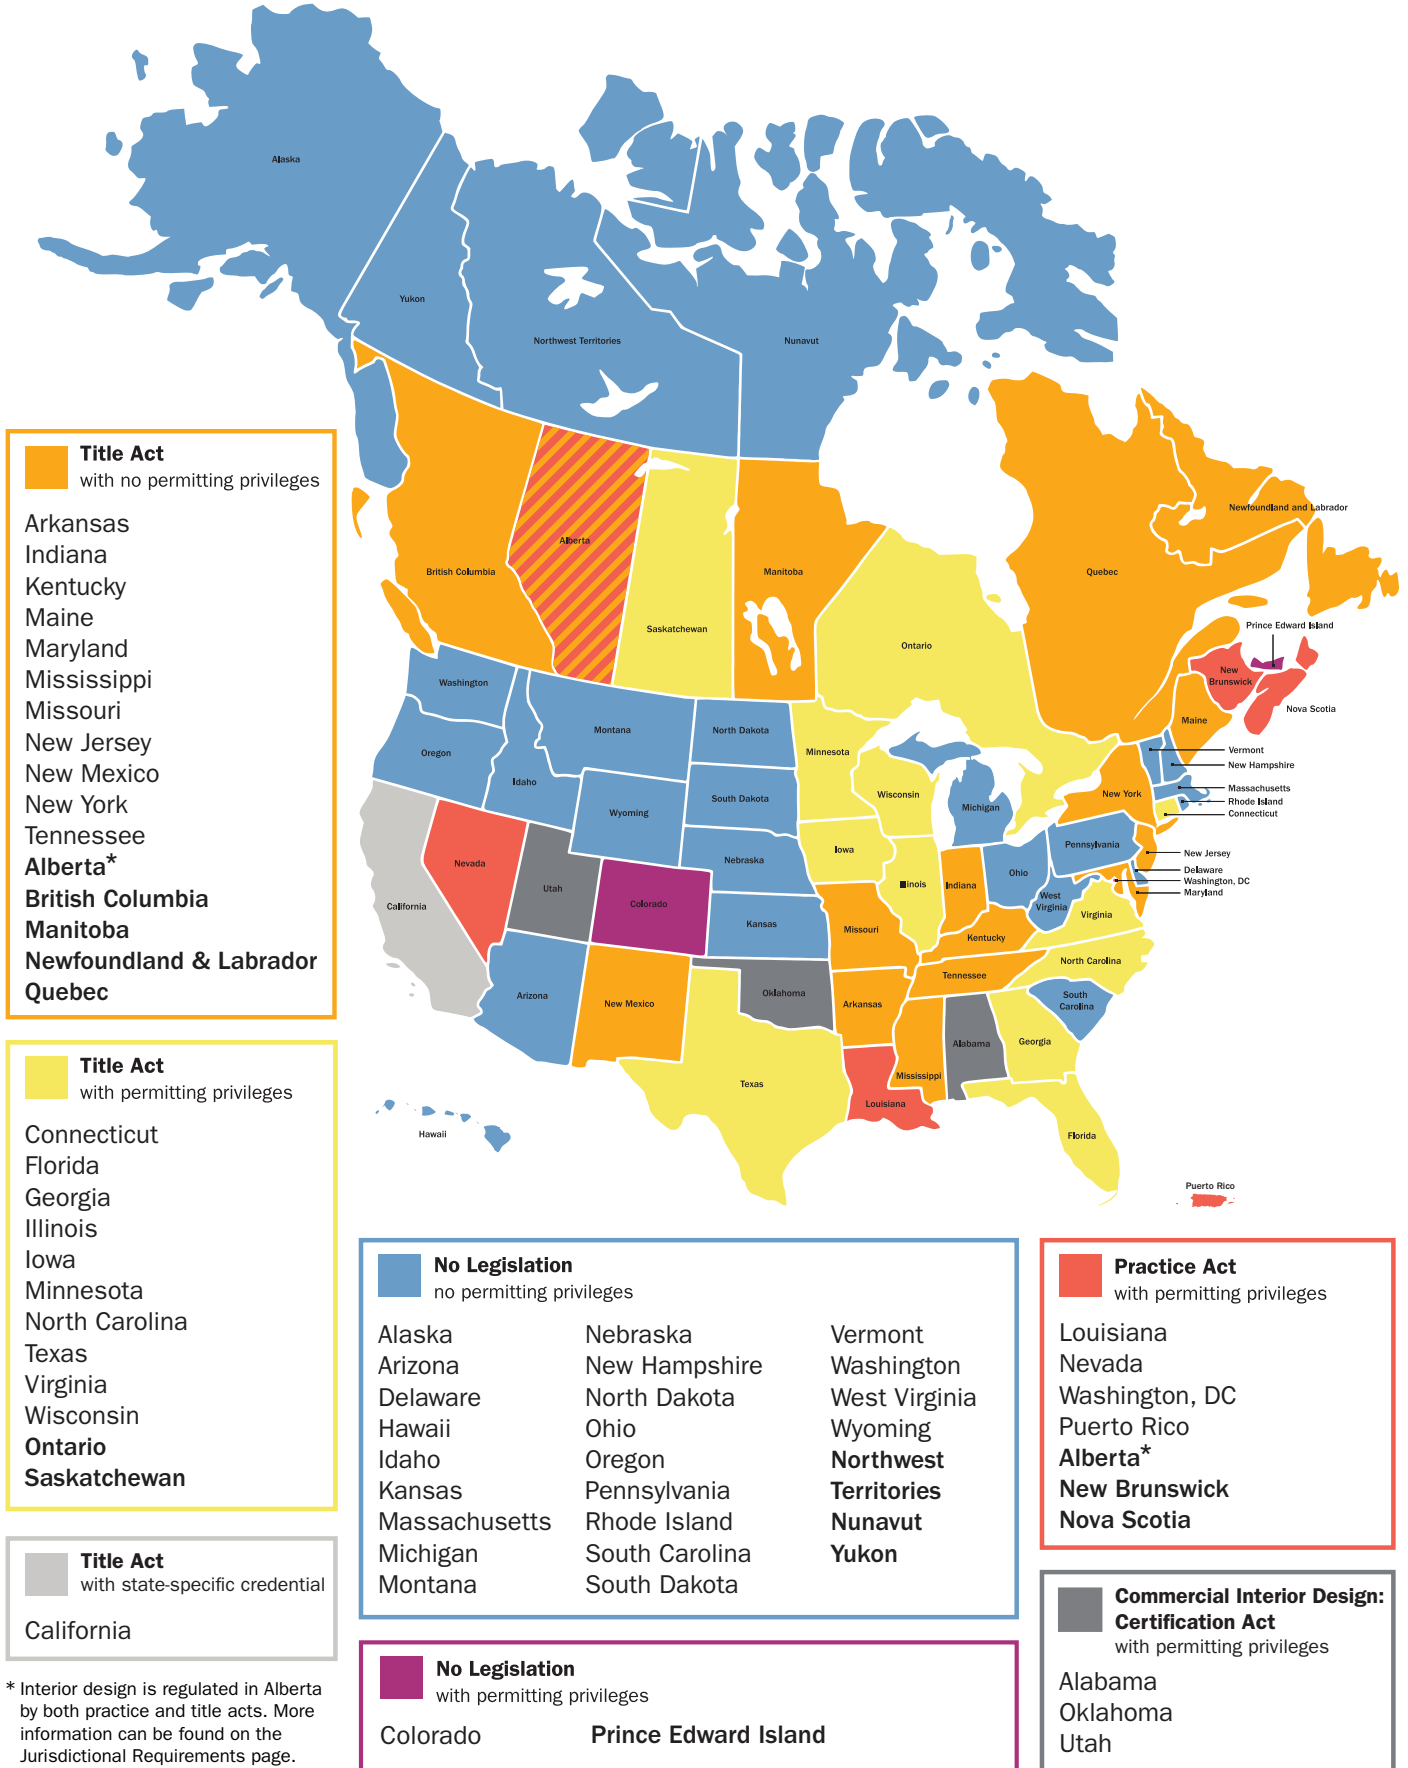 Alaska
Yukon
Northwest Territories
Nunavut
British Columbia
Alberta
Saskatchewan
Manitoba
Ontario
Quebec
Newfoundland and Labrador
Prince Edward Island
New
Brunswick
Nova Scotia
Maine
Vermont
New Hampshire
Massachusetts
Rhode Island
Connecticut
New York
New Jersey
Delaware
Washington, DC
Maryland
Pennsylvania
Washington
Oregon
Idaho
Montana
Wyoming
North Dakota
South Dakota
Nebraska
Kansas
Minnesota
Wisconsin
Michigan
Iowa
Illinois
Indiana
Ohio
West
Virginia
Virginia
Kentucky
Missouri
North Carolina
Tennessee
South
Carolina
Arkansas
Oklahoma
California
Nevada
Utah
Colorado
Arizona
New Mexico
Texas
Louisiana
Mississippi
Alabama
Georgia
Florida
Hawaii
Puerto Rico
Title Act
with no permitting privileges
Arkansas
Indiana
Kentucky
Maine
Maryland
Mississippi
Missouri
New Jersey
New Mexico
New York
Tennessee
Alberta*
British Columbia
Manitoba
Newfoundland & Labrador
Quebec
Title Act
with permitting privileges
Connecticut
Florida
Georgia
Illinois
Iowa
Minnesota
North Carolina
Texas
Virginia
Wisconsin
Ontario
Saskatchewan
Title Act
with state-specific credential
California
* Interior design is regulated in Alberta
by both practice and title acts. More
information can be found on the
Jurisdictional Requirements page.
No Legislation
no permitting privileges
Alaska
Arizona
Delaware
Hawaii
Idaho
Kansas
Massachusetts
Michigan
Montana
Nebraska
New Hampshire
North Dakota
Ohio
Oregon
Pennsylvania
Rhode Island
South Carolina
South Dakota
Vermont
Washington
West Virginia
Wyoming
Northwest
Territories
Nunavut
Yukon
No Legislation
with permitting privileges
Colorado
Prince Edward Island
Practice Act
with permitting privileges
Louisiana
Nevada
Washington, DC
Puerto Rico
Alberta*
New Brunswick
Nova Scotia
Commercial Interior Design:
Certification Act
with permitting privileges
Alabama
Oklahoma
Utah